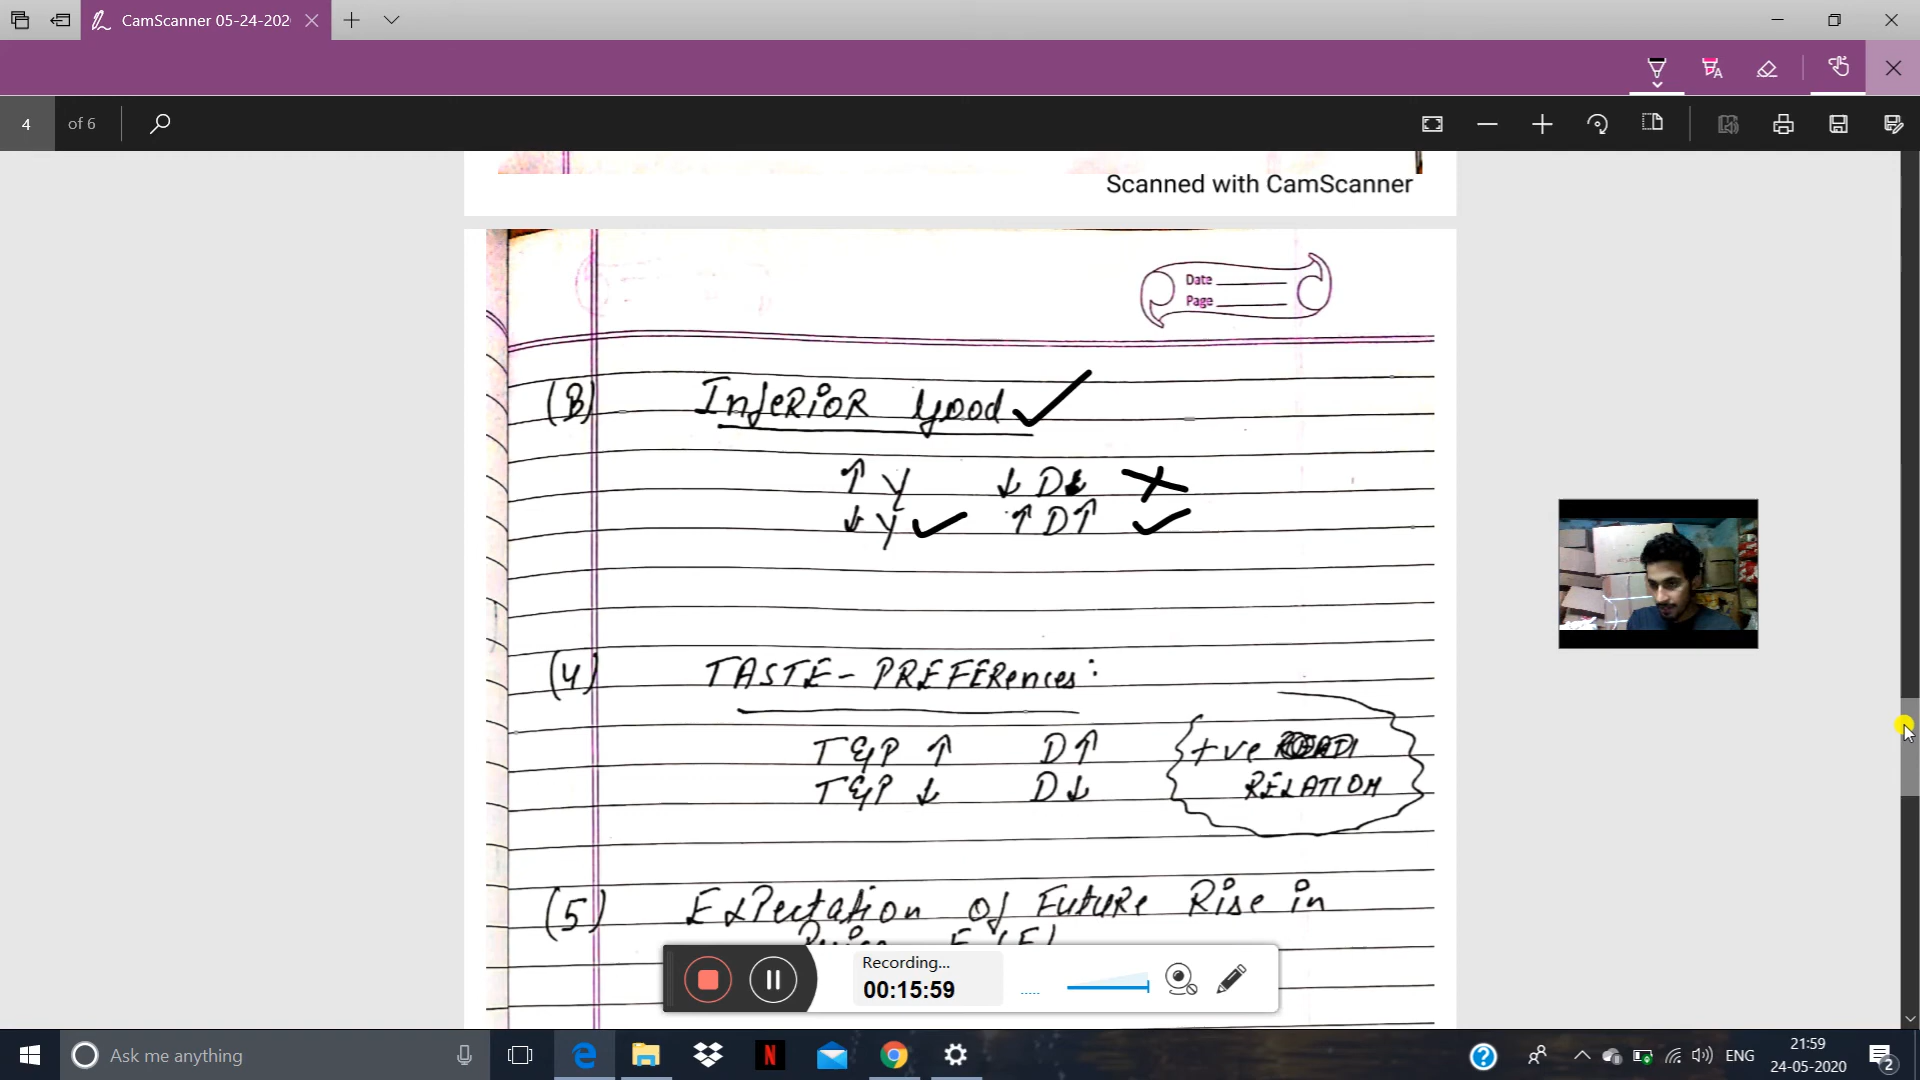 CamScanner 05-24-202
4 of 6
Scanned with CamScanner
Date
Page
(B) InfeRioR good
↑ Y ↓ D
↓ Y ↑ D↑
(4) TASTE - PREFERences:
T&P ↑ D↑ +ve
T&P ↓ D↓ RELATION
(5) Expectation of FutuRe Rise in
Recording...
00:15:59
Ask me anything
ENG
21:59
24-05-2020
2